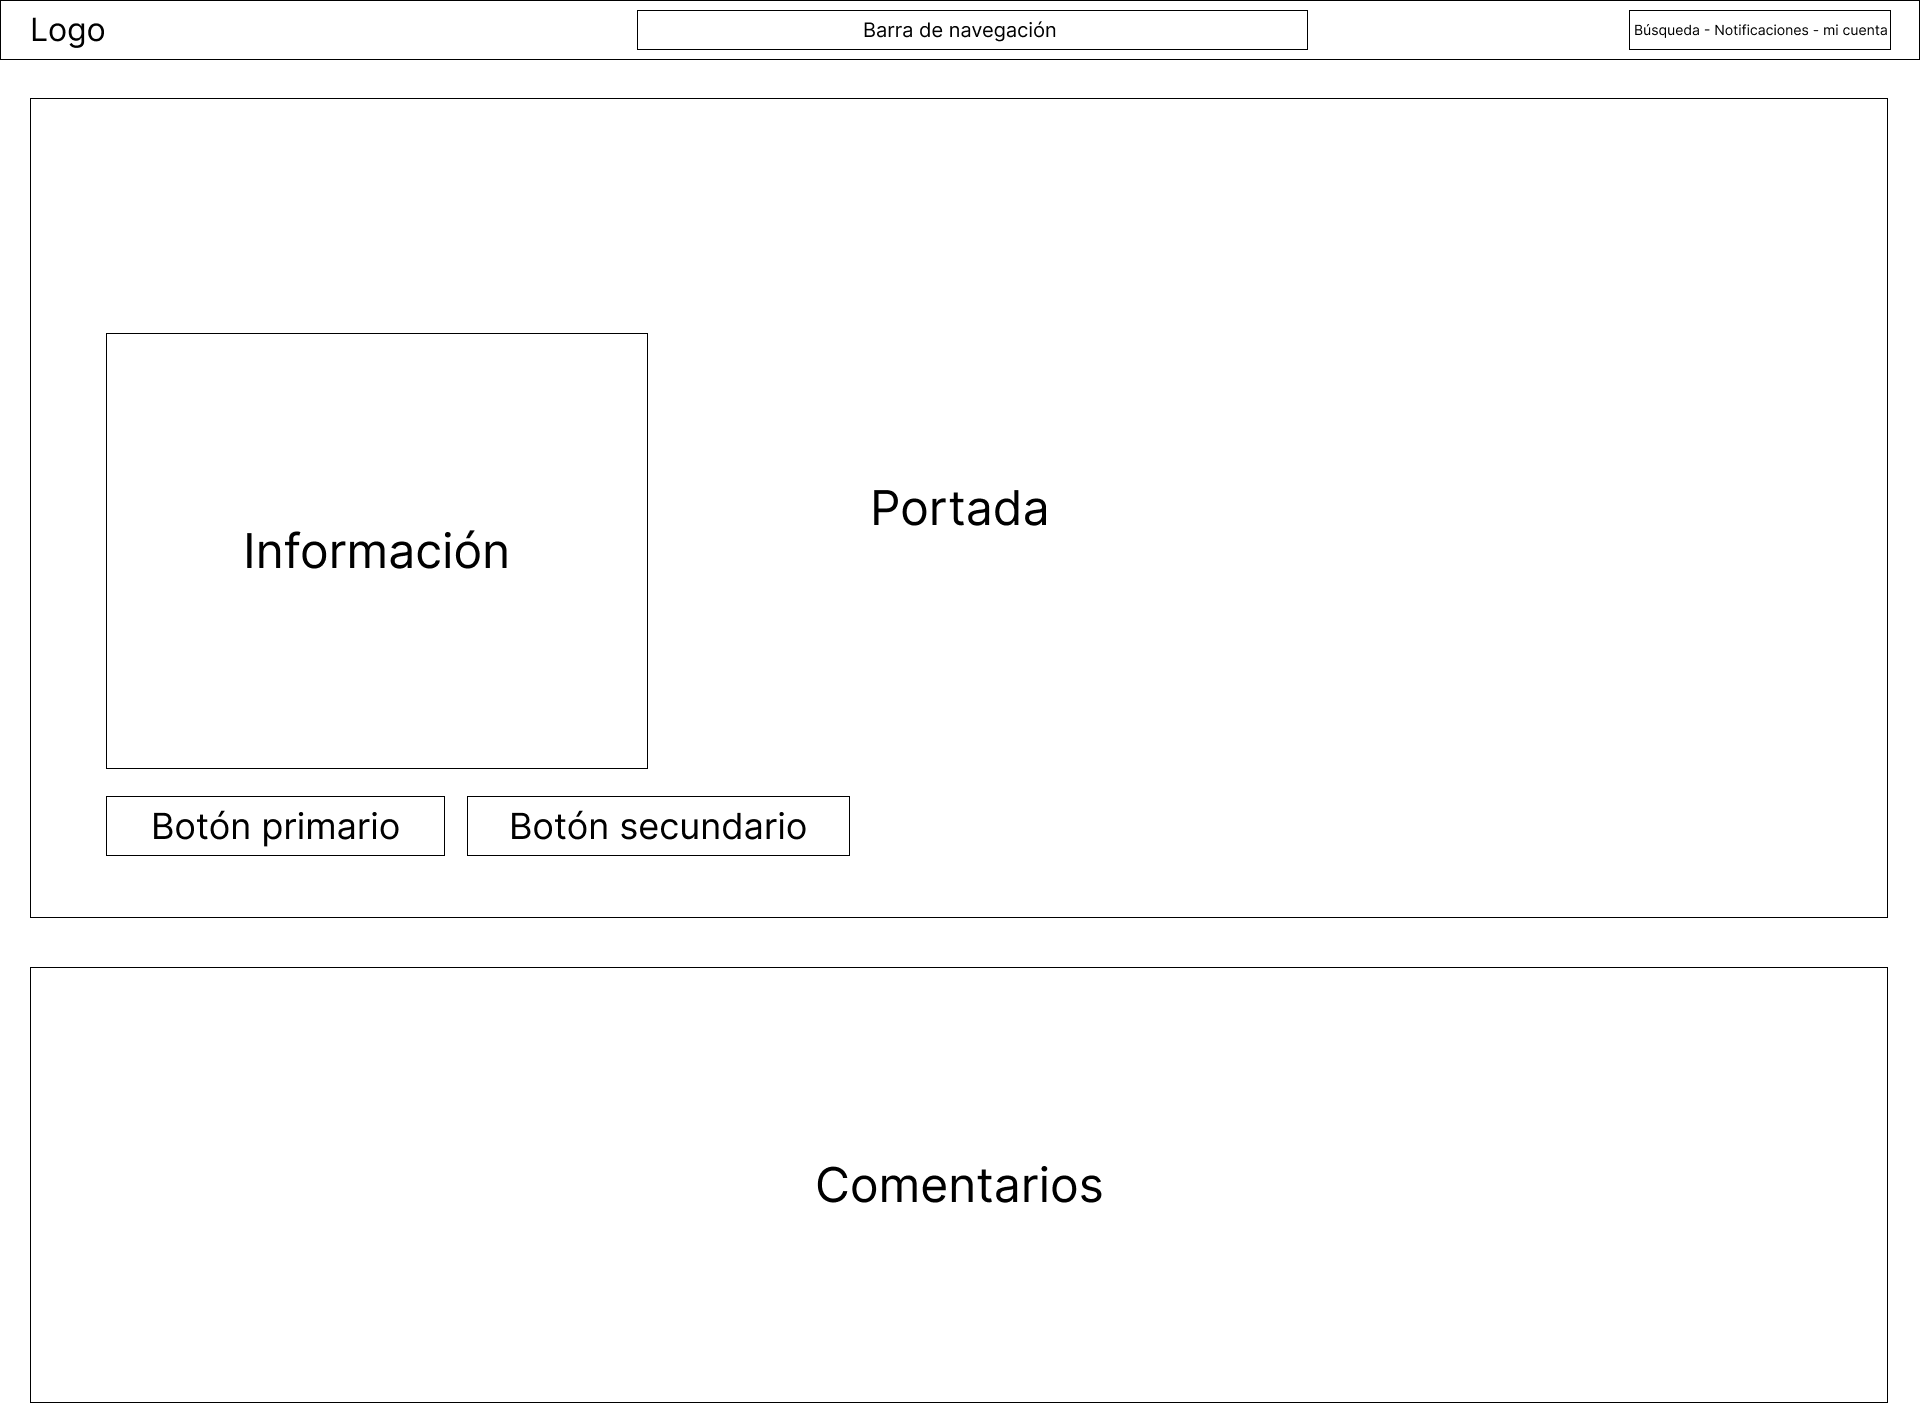 Logo
Barra de navegación
Búsqueda - Notificaciones - mi cuenta
Portada
Información
Botón primario
Botón secundario
Comentarios